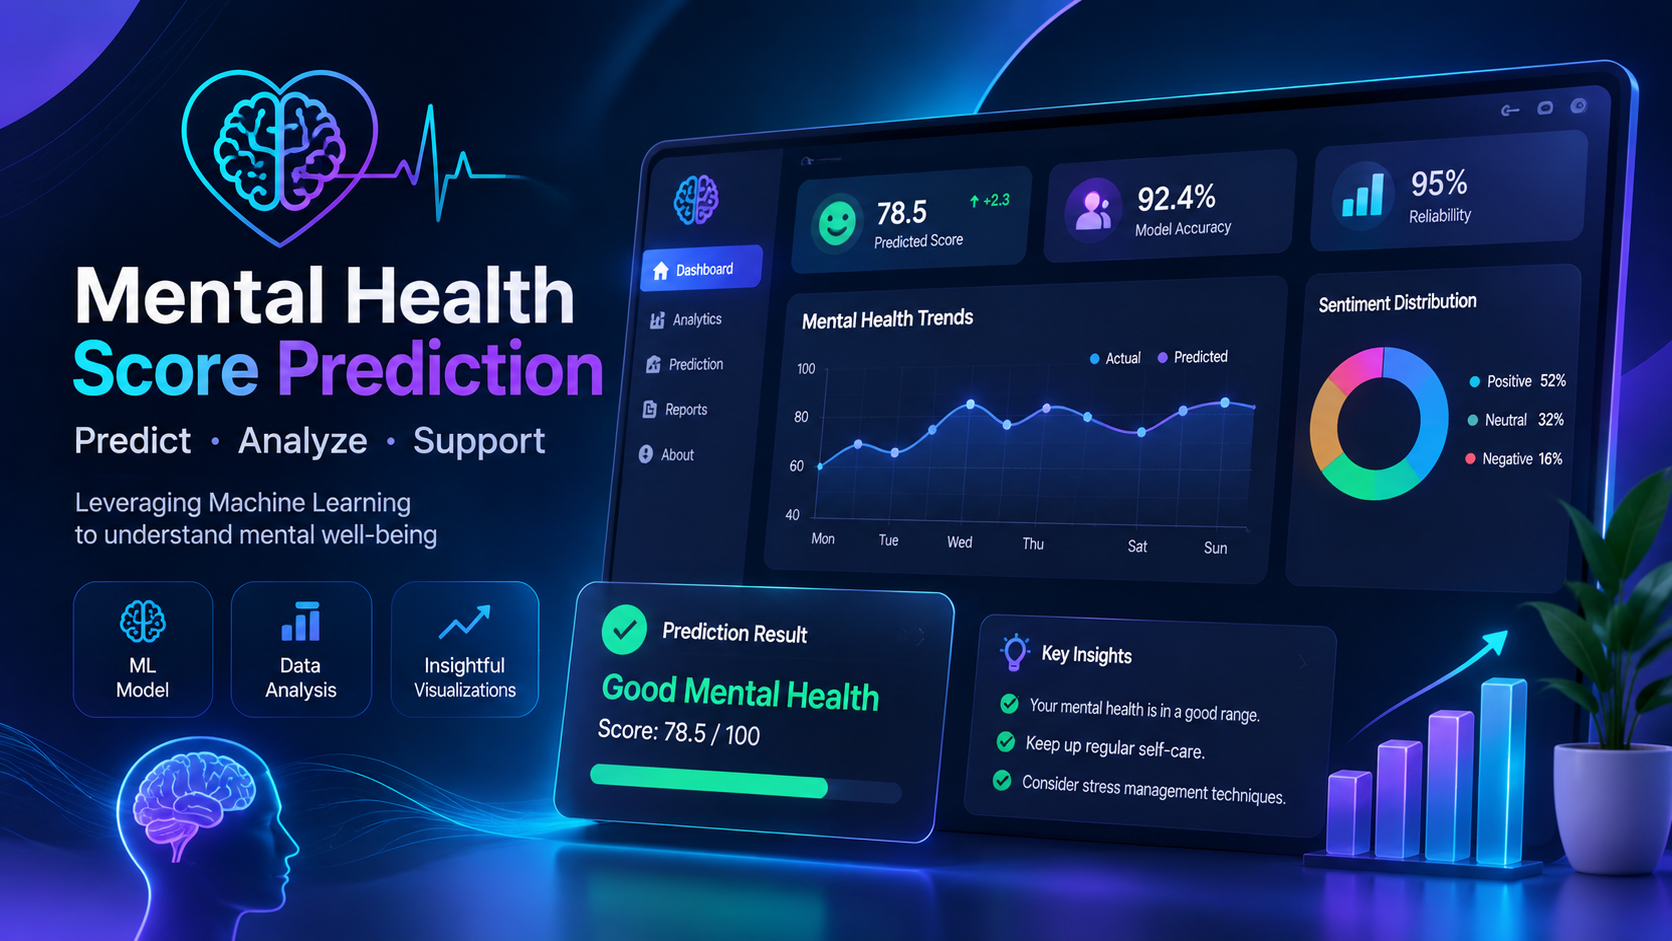 Mental Health
Score Prediction
Predict • Analyze • Support
Leveraging Machine Learning
to understand mental well-being
ML
Model
Data
Analysis
Insightful
Visualizations
Dashboard
Analytics
Prediction
Reports
About
78.5
↑ +2.3
Predicted Score
92.4%
Model Accuracy
95%
Reliabillity
Mental Health Trends
Actual
Predicted
100
80
60
40
Mon
Tue
Wed
Thu
Sat
Sun
Sentiment Distribution
Positive 52%
Neutral 32%
Negative 16%
Prediction Result
Good Mental Health
Score: 78.5 / 100
Key Insights
Your mental health is in a good range.
Keep up regular self-care.
Consider stress management techniques.